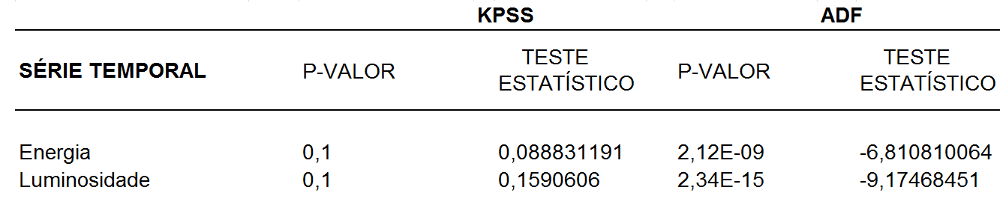 KPSS ADF
SÉRIE TEMPORAL P-VALOR TESTE ESTATÍSTICO P-VALOR TESTE ESTATÍSTICO
Energia 0,1 0,088831191 2,12E-09 -6,810810064
Luminosidade 0,1 0,1590606 2,34E-15 -9,17468451